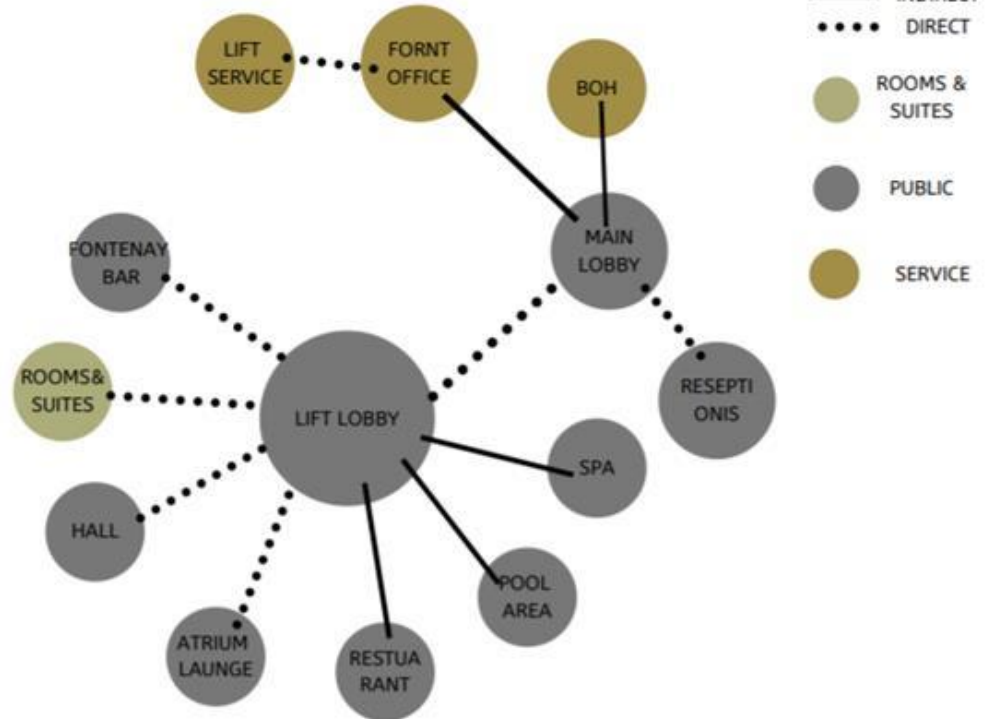 INDIRECT
DIRECT
LIFT
SERVICE
FORNT
OFFICE
BOH
ROOMS &
SUITES
PUBLIC
SERVICE
MAIN
LOBBY
FONTENAY
BAR
ROOMS&
SUITES
LIFT LOBBY
RESEPTI
ONIS
SPA
HALL
POOL
AREA
ATRIUM
LAUNGE
RESTUA
RANT